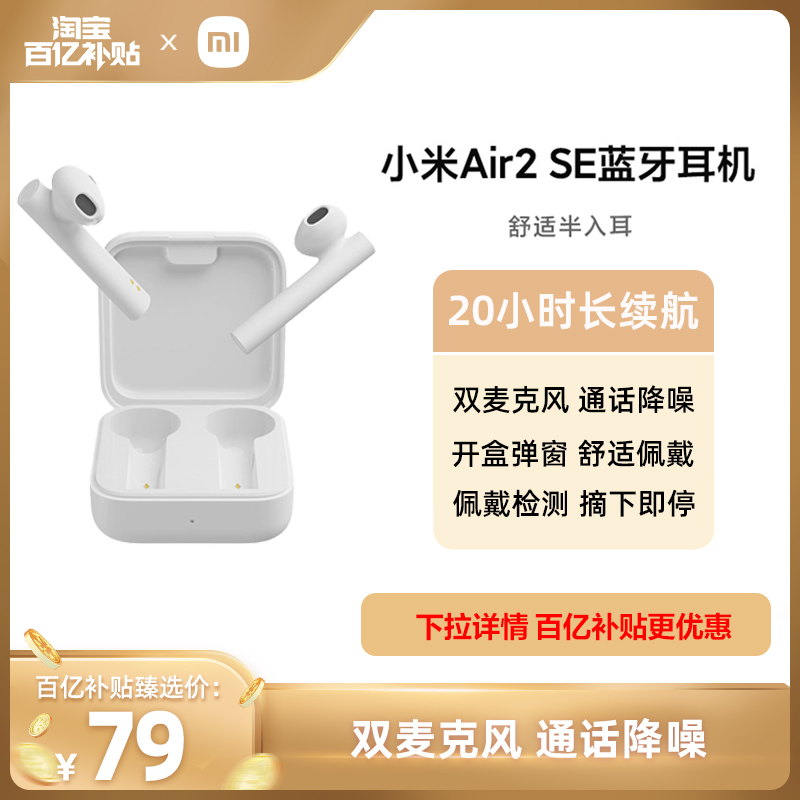 淘宝
百亿补贴 x mi
小米Air2 SE蓝牙耳机
舒适半入耳
20小时长续航
双麦克风 通话降噪
开盒弹窗 舒适佩戴
佩戴检测 摘下即停
下拉详情 百亿补贴更优惠
百亿补贴臻选价：
¥79
双麦克风 通话降噪